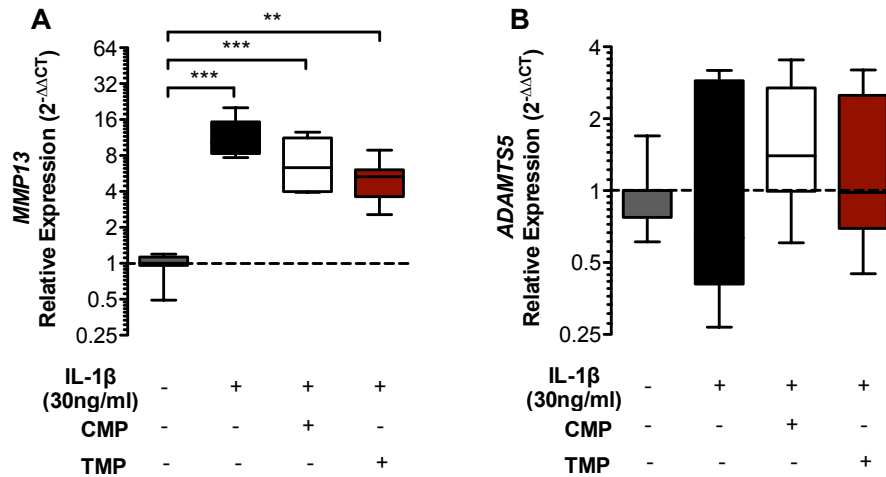 A
MMP13
Relative Expression (2-ΔΔCT)
64
32
16
8
4
2
1
0.5
0.25
**
***
***
IL-1β
(30ng/ml)
- + + +
CMP
- - + -
TMP
- - - +
B
ADAMTS5
Relative Expression (2-ΔΔCT)
4
2
1
0.5
0.25
IL-1β
(30ng/ml)
- + + +
CMP
- - + -
TMP
- - - +